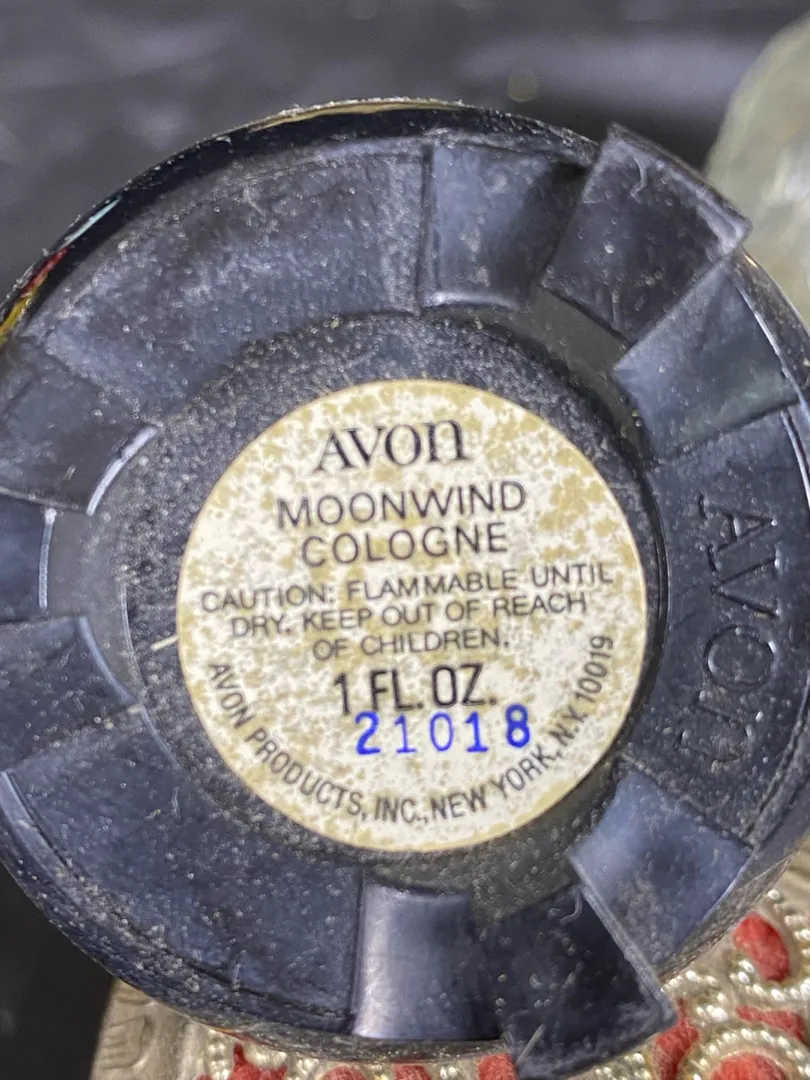 AVON
MOONWIND
COLOGNE
CAUTION: FLAMMABLE UNTIL
DRY. KEEP OUT OF REACH
OF CHILDREN.
1 FL. OZ.
21018
AVON PRODUCTS, INC., NEW YORK, N.Y. 10019
AVON